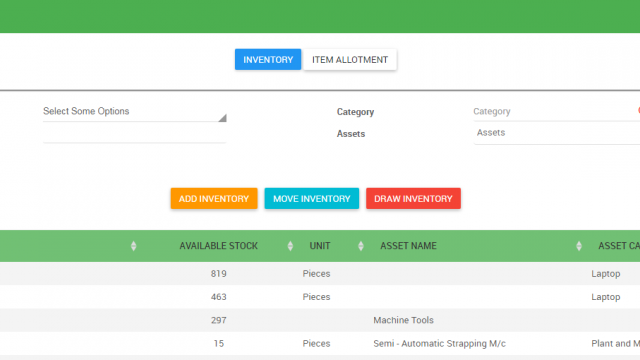 INVENTORY ITEM ALLOTMENT
Select Some Options Category Category
Assets Assets
ADD INVENTORY MOVE INVENTORY DRAW INVENTORY
AVAILABLE STOCK UNIT ASSET NAME ASSET CA
819 Pieces Laptop
463 Pieces Laptop
297 Machine Tools
15 Pieces Semi - Automatic Strapping M/c Plant and M